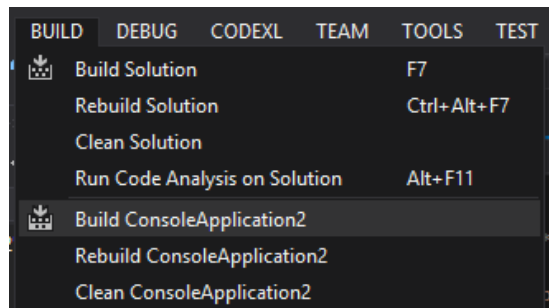 BUILD DEBUG CODEXL TEAM TOOLS TEST
Build Solution F7
Rebuild Solution Ctrl+Alt+F7
Clean Solution
Run Code Analysis on Solution Alt+F11
Build ConsoleApplication2
Rebuild ConsoleApplication2
Clean ConsoleApplication2